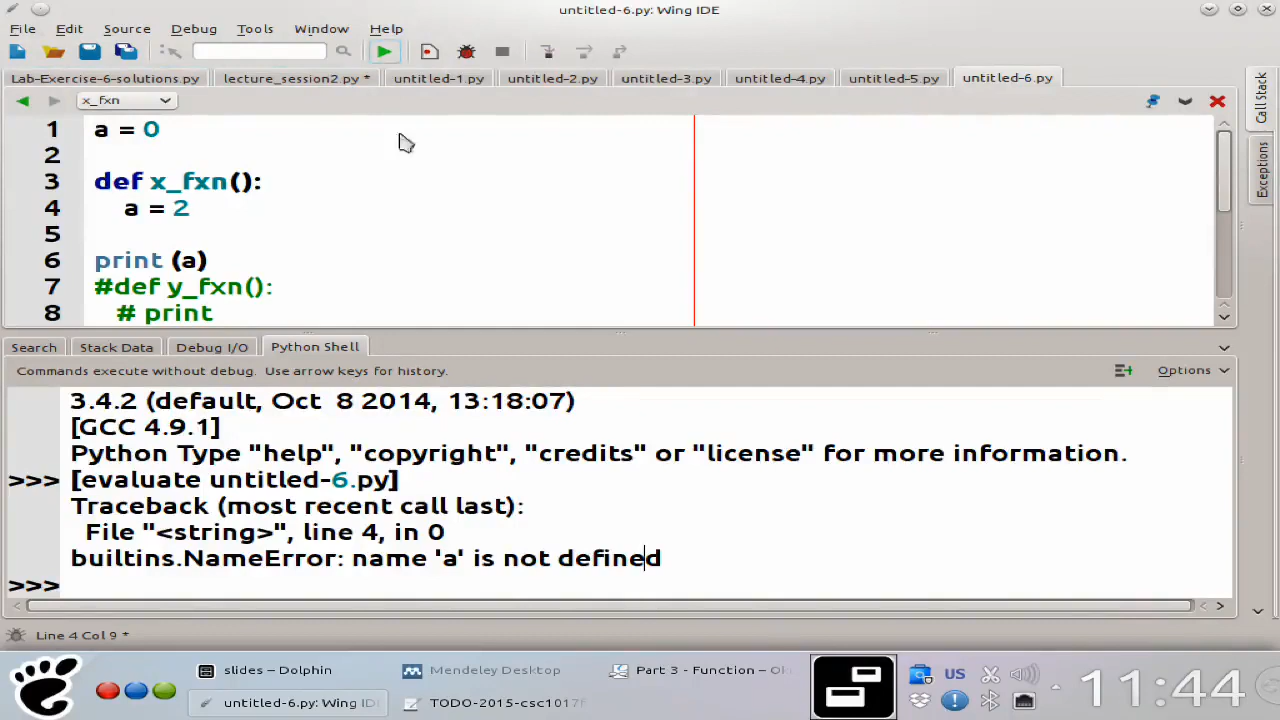 untitled-6.py: Wing IDE
File Edit Source Debug Tools Window Help
Lab-Exercise-6-solutions.py lecture_session2.py * untitled-1.py untitled-2.py untitled-3.py untitled-4.py untitled-5.py untitled-6.py
x_fxn
Call Stack
Exceptions
1 a = 0
2
3 def x_fxn():
4 a = 2
5
6 print (a)
7 #def y_fxn():
8 # print
Search Stack Data Debug I/O Python Shell
Commands execute without debug. Use arrow keys for history. Options
3.4.2 (default, Oct 8 2014, 13:18:07)
[GCC 4.9.1]
Python Type "help", "copyright", "credits" or "license" for more information.
>>> [evaluate untitled-6.py]
Traceback (most recent call last):
File "<string>", line 4, in 0
builtins.NameError: name 'a' is not defined
>>>
Line 4 Col 9 *
slides – Dolphin Mendeley Desktop Part 3 - Function – Ok
untitled-6.py: Wing IDE TODO-2015-csc1017f
US
11:44